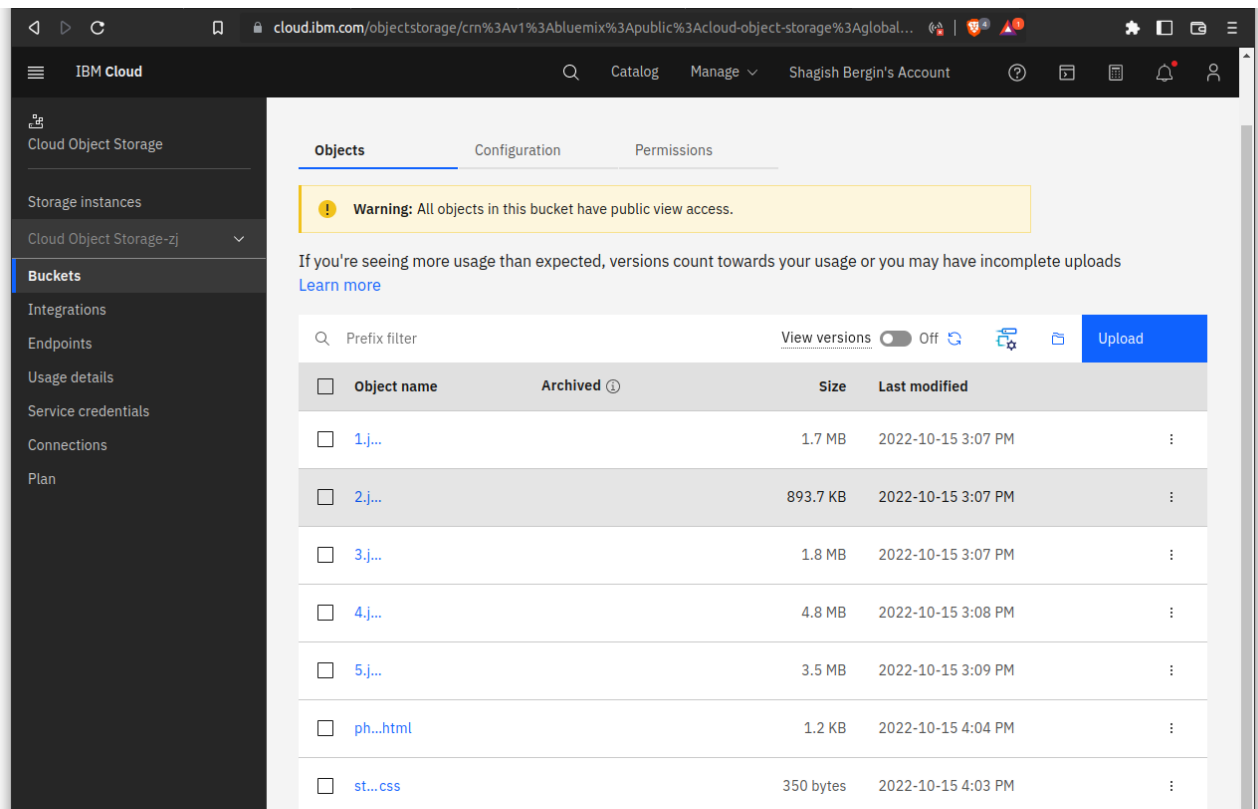 cloud.ibm.com/objectstorage/crn%3Av1%3Abluemix%3Apublic%3Acloud-object-storage%3Aglobal...
4
1
IBM Cloud
Catalog
Manage
Shagish Bergin's Account
Cloud Object Storage
Storage instances
Cloud Object Storage-zj
Buckets
Integrations
Endpoints
Usage details
Service credentials
Connections
Plan
Objects Configuration Permissions
Warning: All objects in this bucket have public view access.
If you're seeing more usage than expected, versions count towards your usage or you may have incomplete uploads
Learn more
Prefix filter View versions Off Upload
Object name Archived Size Last modified
1.j... 1.7 MB 2022-10-15 3:07 PM
2.j... 893.7 KB 2022-10-15 3:07 PM
3.j... 1.8 MB 2022-10-15 3:07 PM
4.j... 4.8 MB 2022-10-15 3:08 PM
5.j... 3.5 MB 2022-10-15 3:09 PM
ph...html 1.2 KB 2022-10-15 4:04 PM
st...css 350 bytes 2022-10-15 4:03 PM